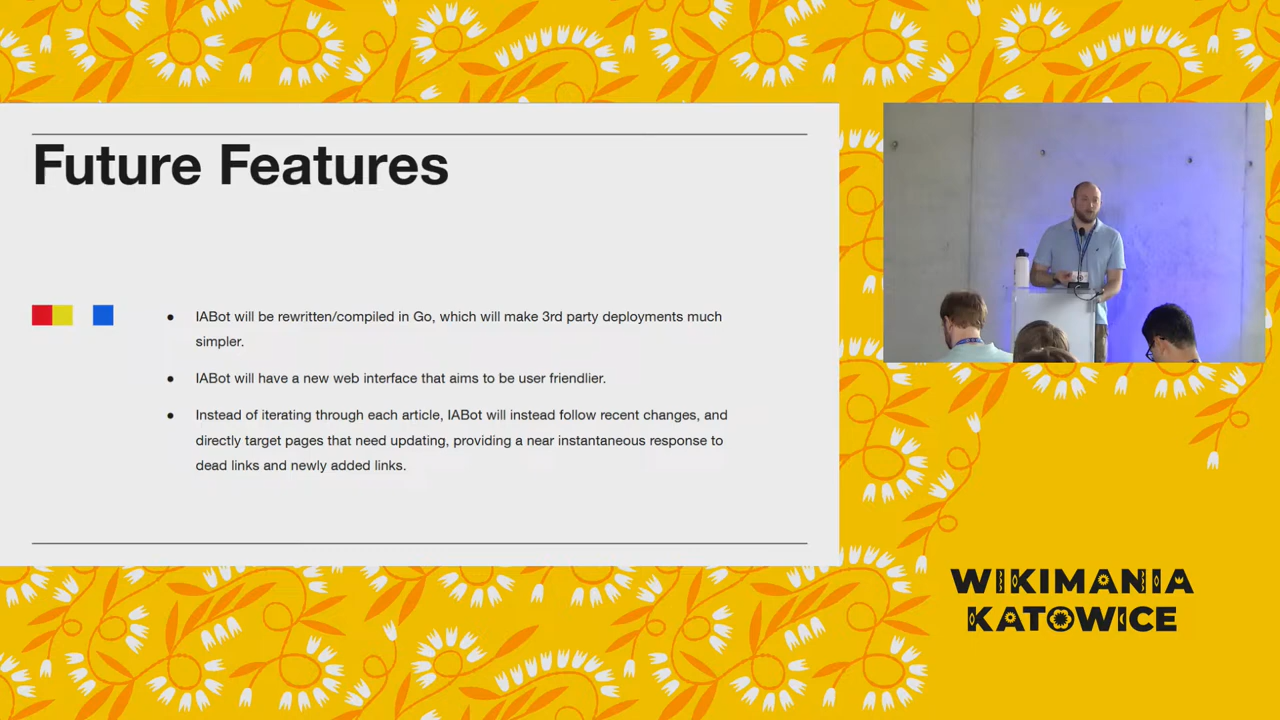 Future Features
● IABot will be rewritten/compiled in Go, which will make 3rd party deployments much
simpler.
● IABot will have a new web interface that aims to be user friendlier.
● Instead of iterating through each article, IABot will instead follow recent changes, and
directly target pages that need updating, providing a near instantaneous response to
dead links and newly added links.
WIKIMANIA
KATOWICE